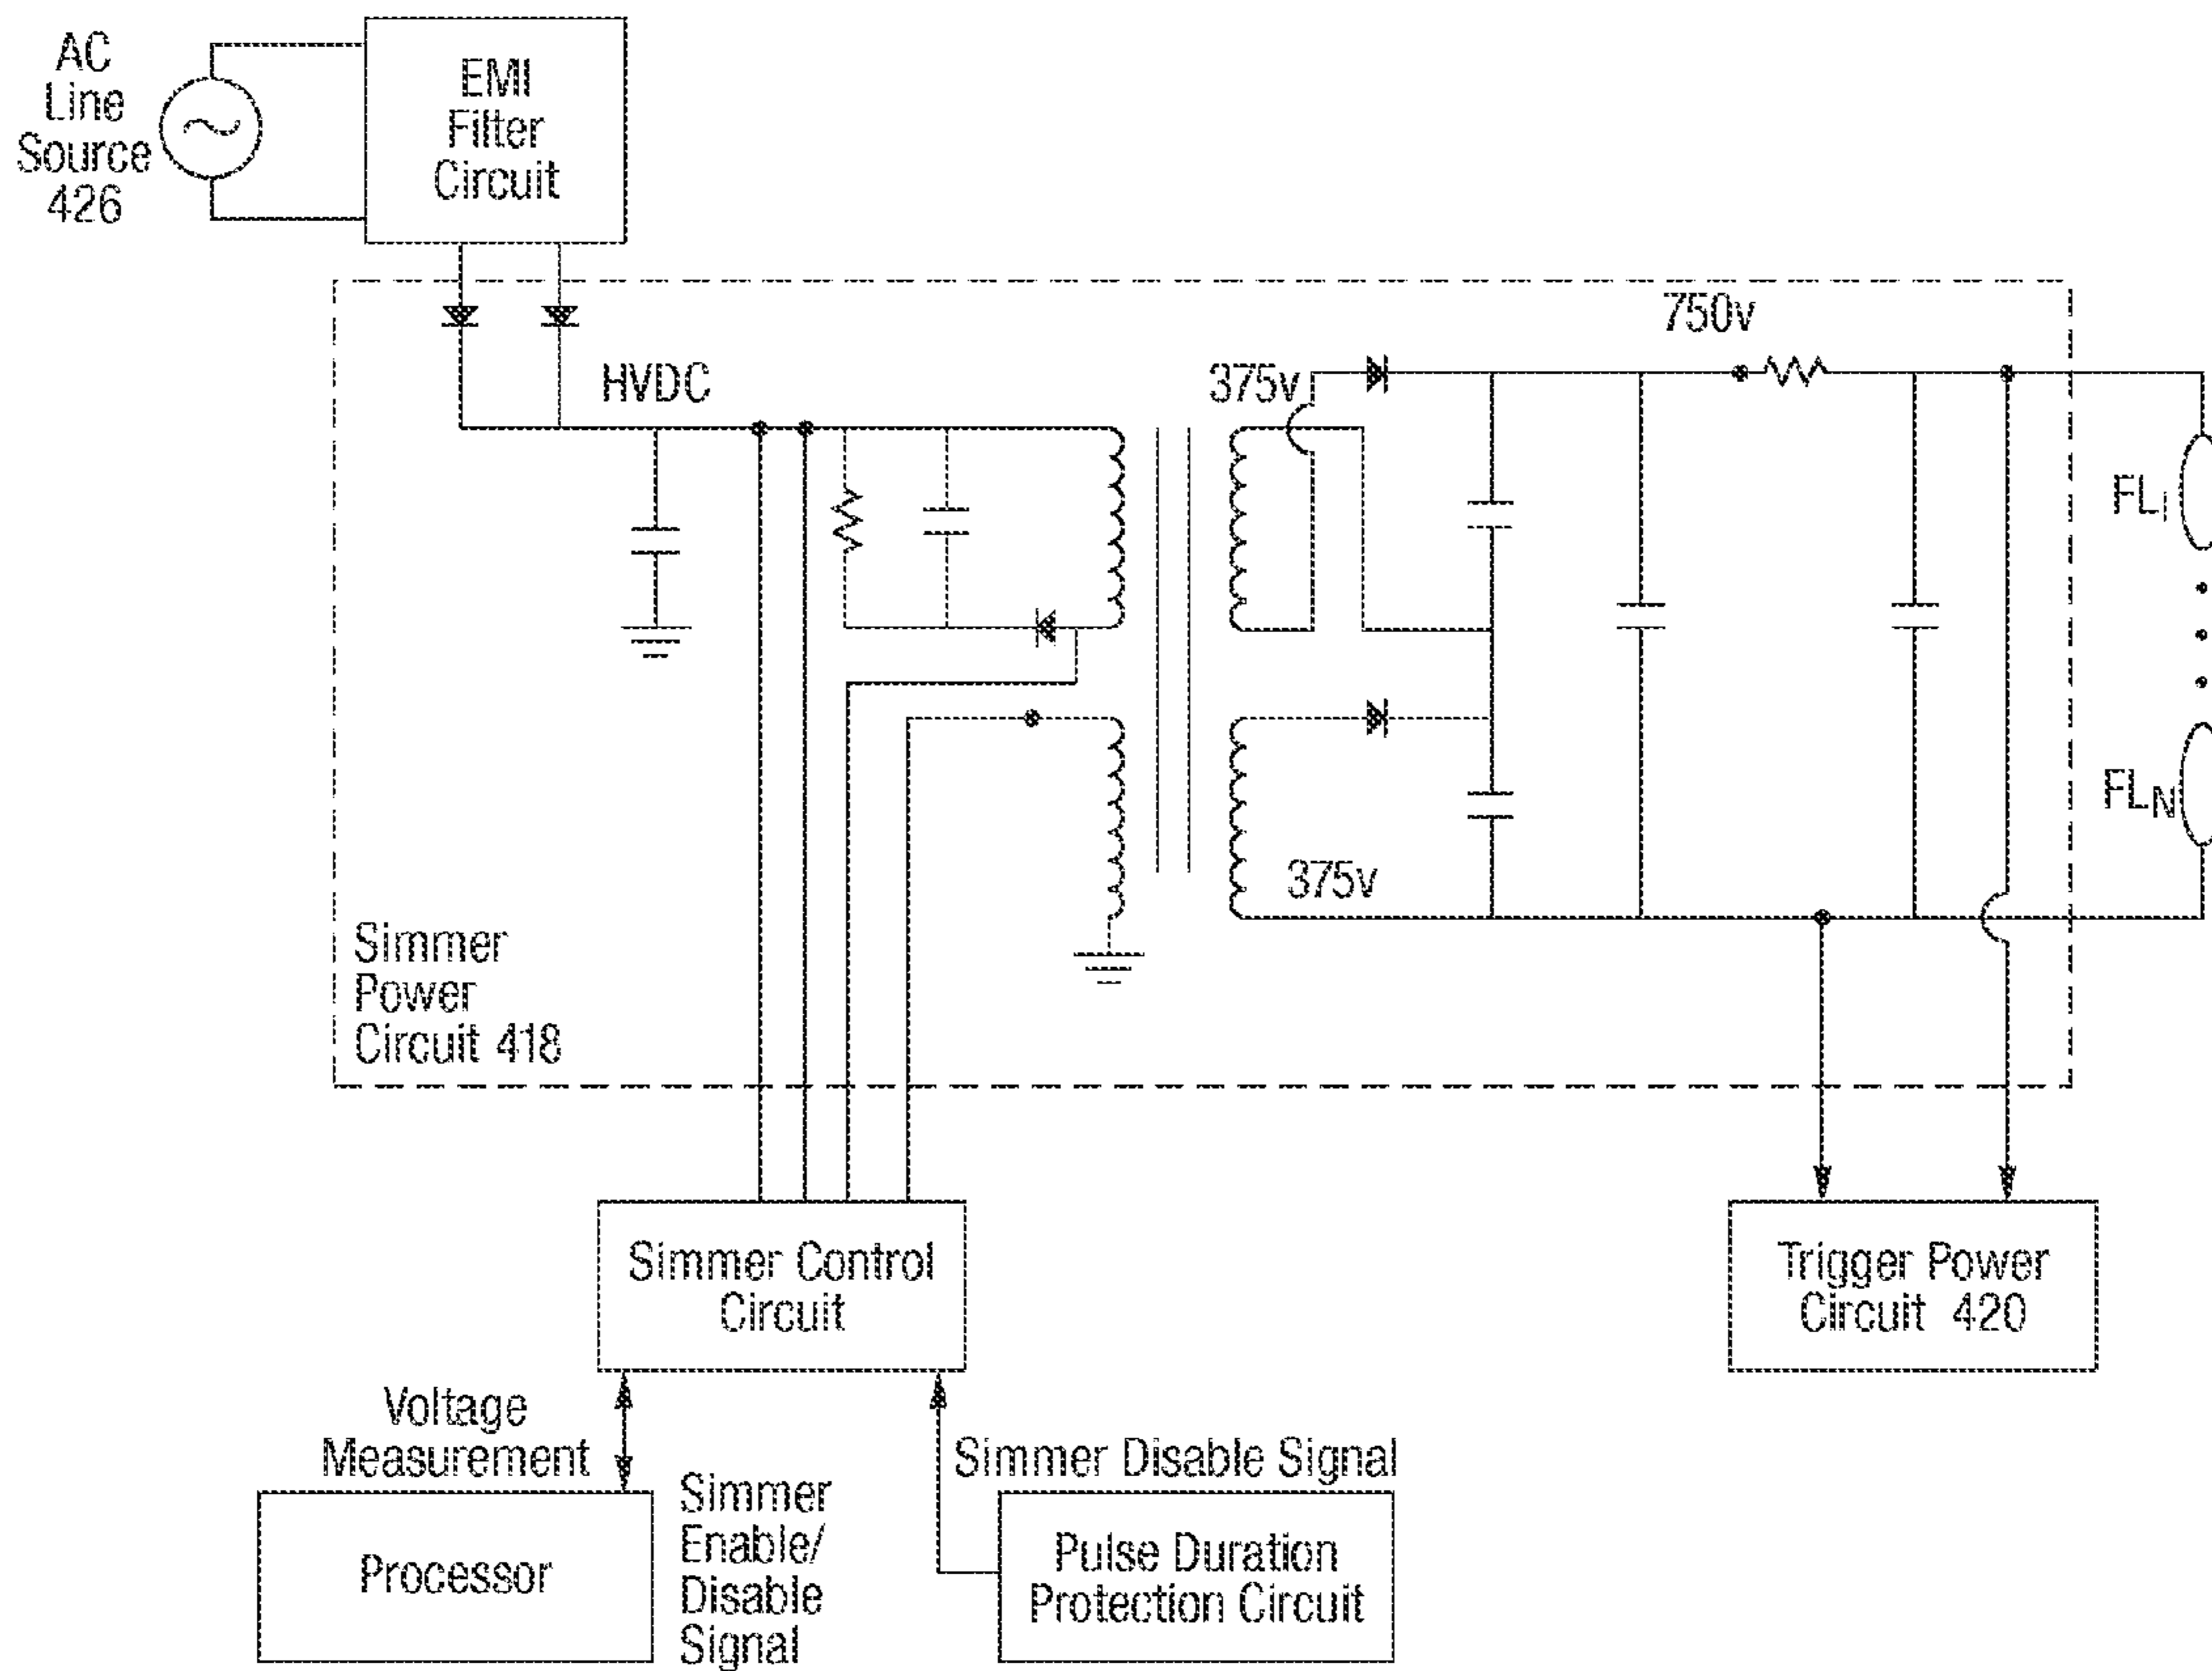 AC
Line
Source
426
EMI
Filter
Circuit
HVDC
375v
750v
FL1
FLN
375v
Simmer
Power
Circuit 418
Simmer Control
Circuit
Trigger Power
Circuit 420
Voltage
Measurement
Simmer
Enable/
Disable
Signal
Simmer Disable Signal
Processor
Pulse Duration
Protection Circuit